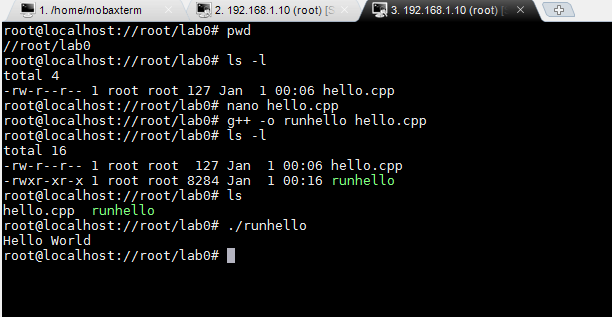 1. /home/mobaxterm
2. 192.168.1.10 (root) [S
3. 192.168.1.10 (root) [
root@localhost://root/lab0# pwd
//root/lab0
root@localhost://root/lab0# ls -l
total 4
-rw-r--r-- 1 root root 127 Jan  1 00:06 hello.cpp
root@localhost://root/lab0# nano hello.cpp
root@localhost://root/lab0# g++ -o runhello hello.cpp
root@localhost://root/lab0# ls -l
total 16
-rw-r--r-- 1 root root  127 Jan  1 00:06 hello.cpp
-rwxr-xr-x 1 root root 8284 Jan  1 00:16 runhello
root@localhost://root/lab0# ls
hello.cpp  runhello
root@localhost://root/lab0# ./runhello
Hello World
root@localhost://root/lab0#